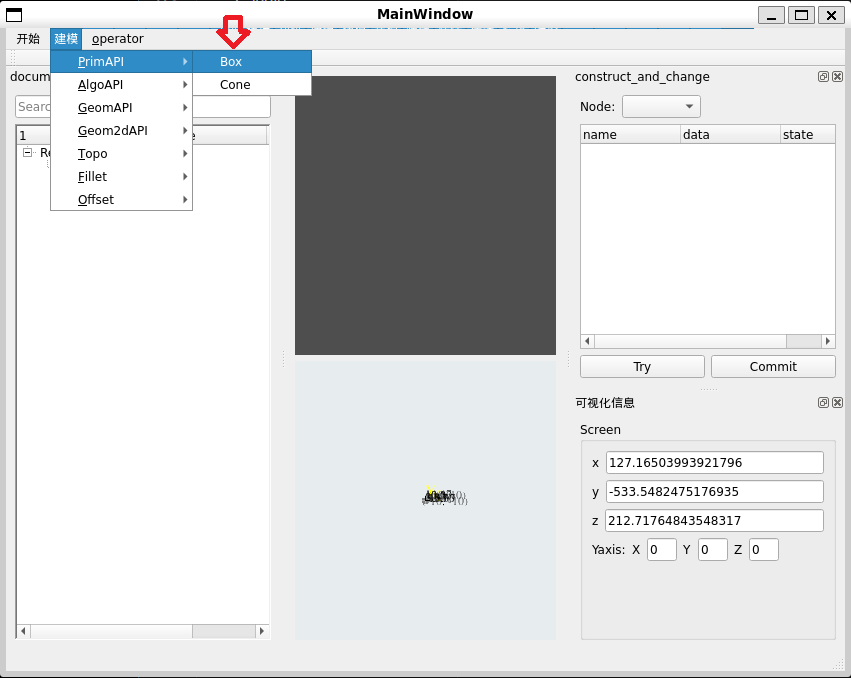 MainWindow
开始 建模 operator
PrimAPI
Box
AlgoAPI
Cone
GeomAPI
Geom2dAPI
Topo
Fillet
Offset
docum
Searc
1
e
Re
construct_and_change
Node:
name data state
Try Commit
可视化信息
Screen
x 127.16503993921796
y -533.5482475176935
z 212.71764843548317
Yaxis: X 0 Y 0 Z 0